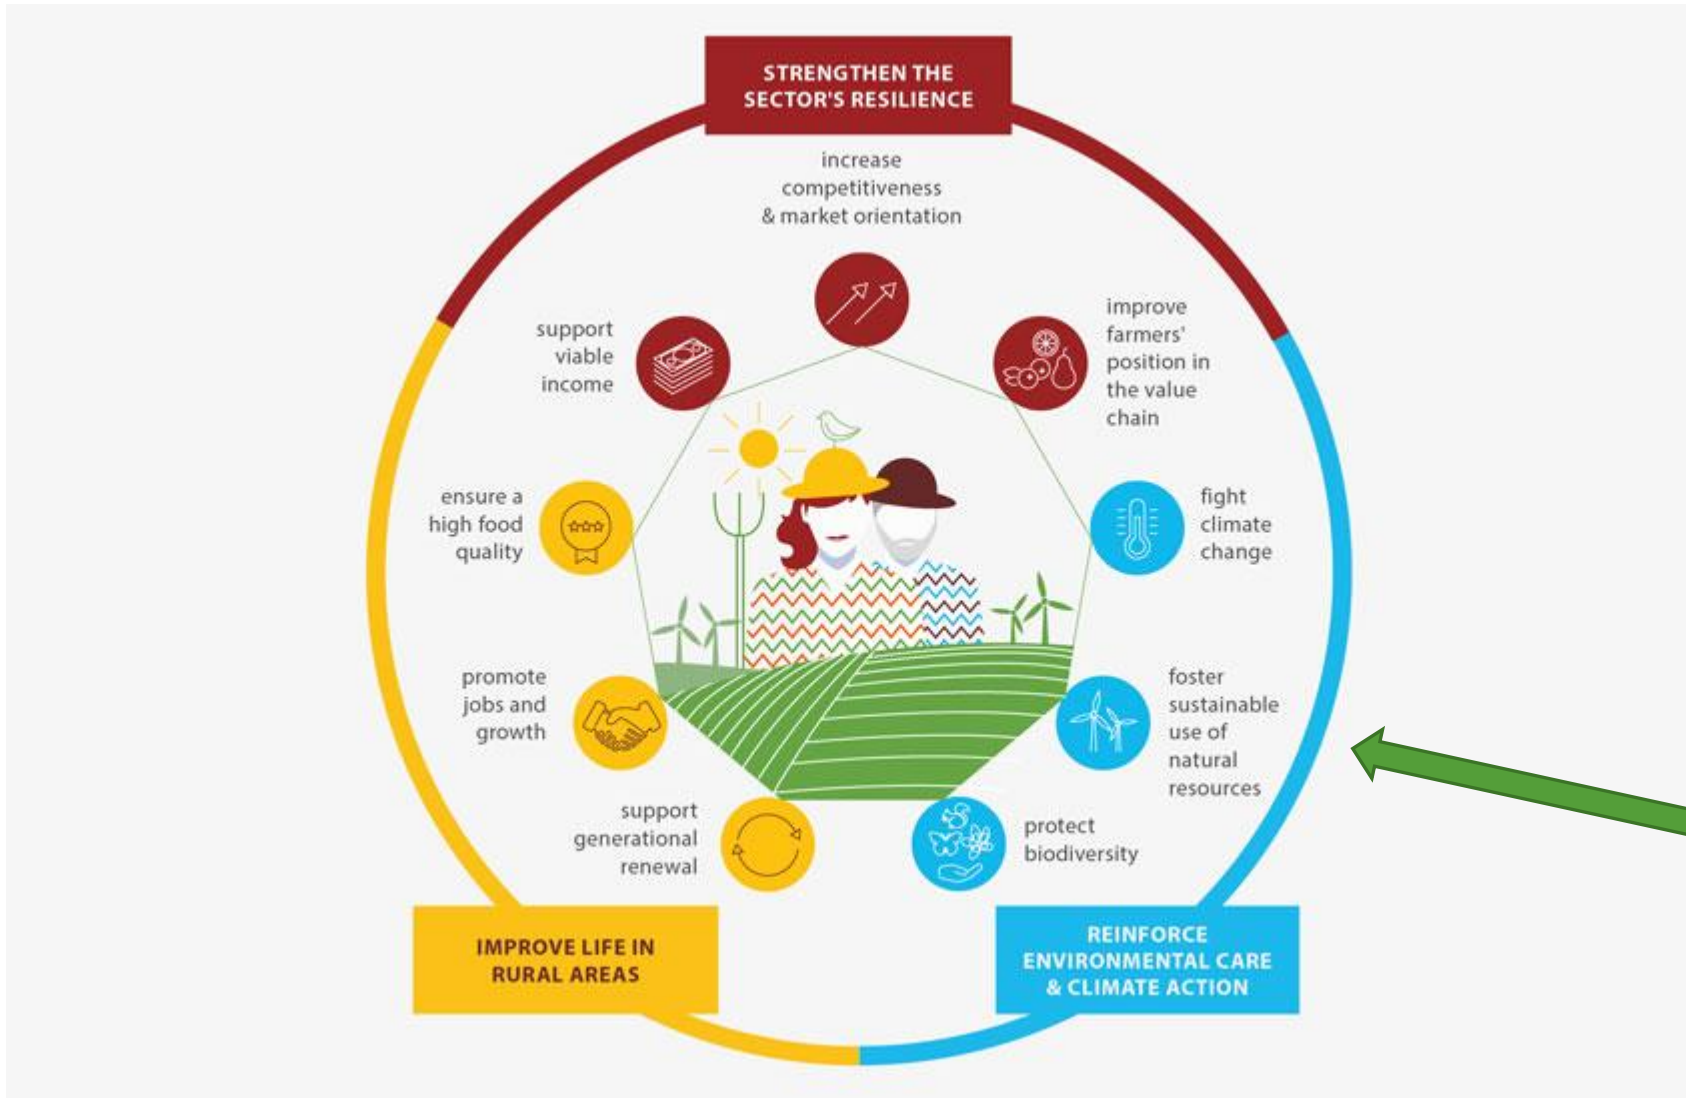 STRENGTHEN THE
SECTOR'S RESILIENCE
increase
competitiveness
& market orientation
support
viable
income
improve
farmers'
position in
the value
chain
ensure a
high food
quality
fight
climate
change
promote
jobs and
growth
foster
sustainable
use of
natural
resources
support
generational
renewal
protect
biodiversity
IMPROVE LIFE IN
RURAL AREAS
REINFORCE
ENVIRONMENTAL CARE
& CLIMATE ACTION